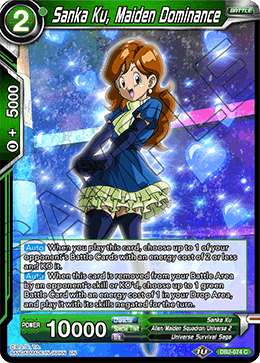 2
Sanka Ku, Maiden Dominance
BATTLE
+ 5000
SAMPLE
Auto When you play this card, choose up to 1 of your
opponent's Battle Cards with an energy cost of 2 or less
and KO it.
Auto When this card is removed from your Battle Area
by an opponent's skill or KO'd, choose up to 1 green
Battle Card with an energy cost of 1 in your Drop Area,
and play it with its skills negated for the turn.
POWER
10000
Special Trait
Sanka Ku
Alien/Maiden Squadron/Universe 2
Era
Universe Survival Saga
DB2-074 C